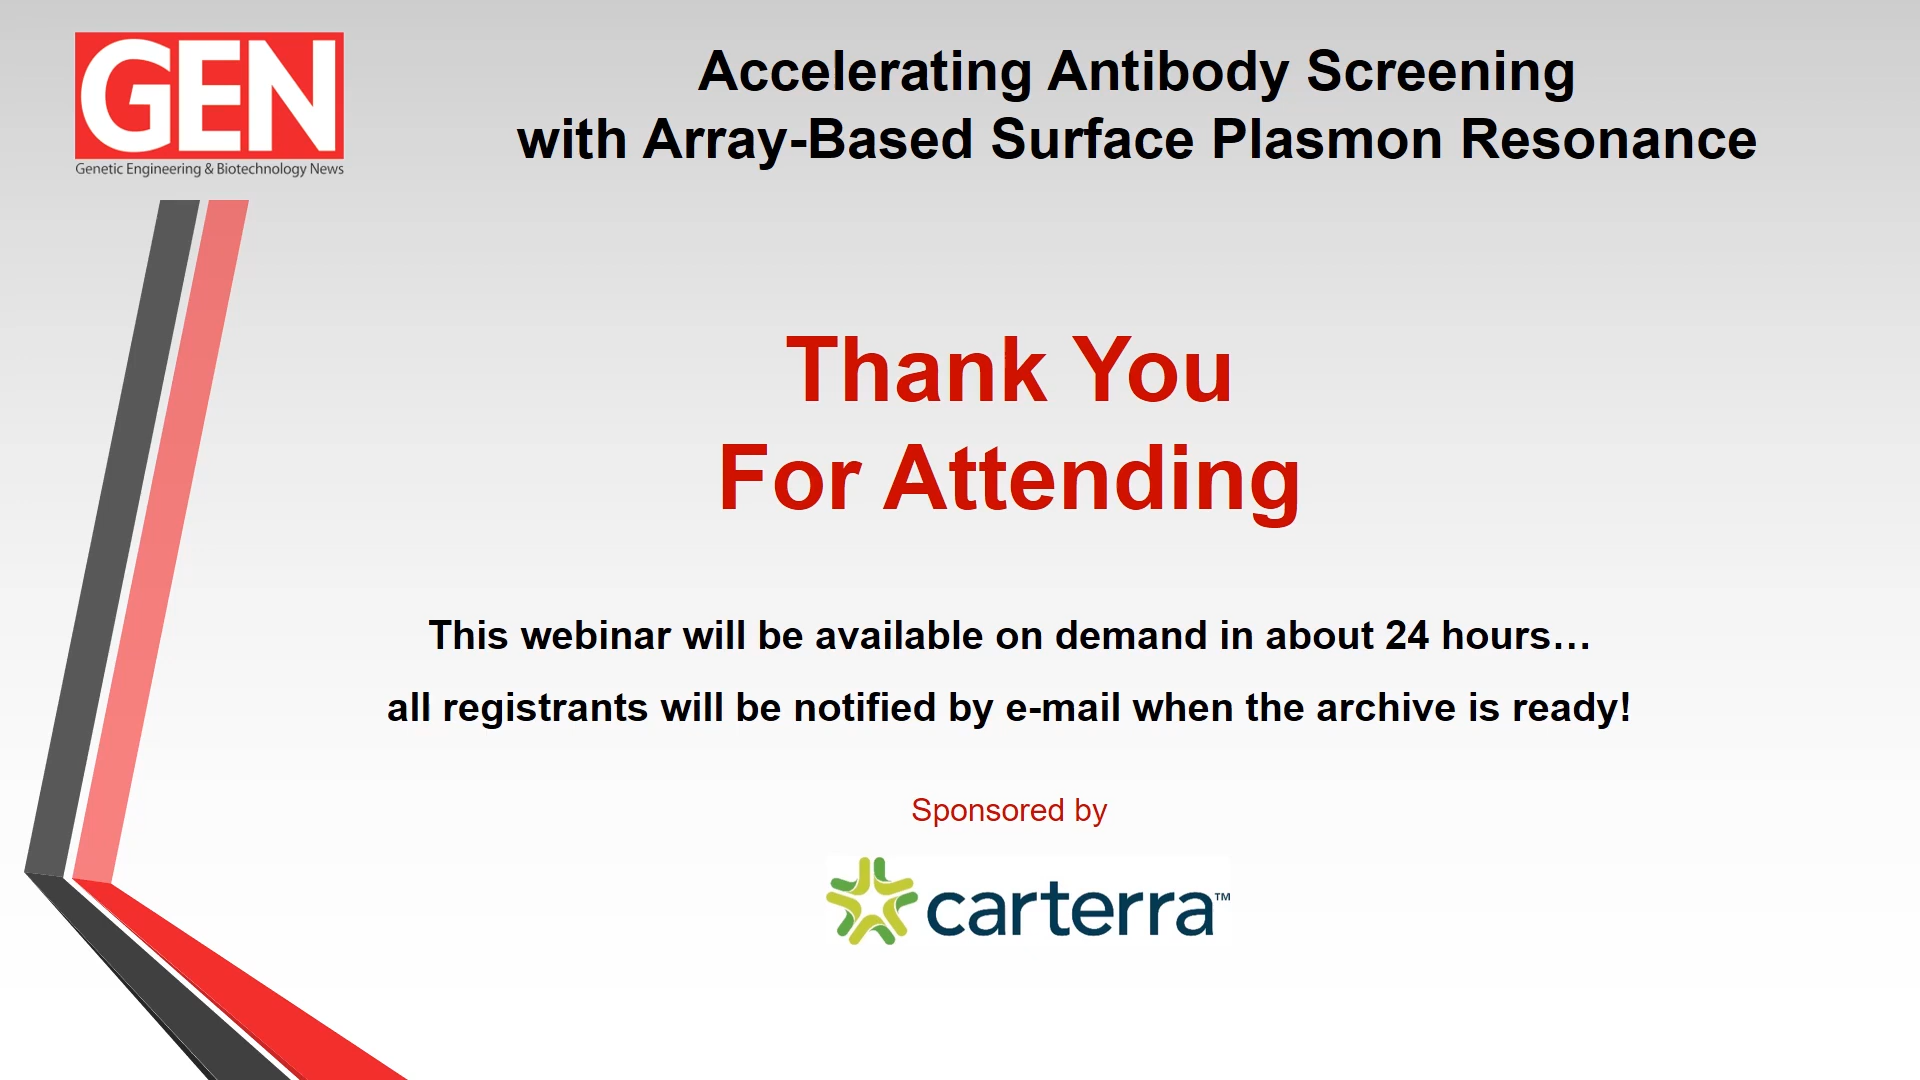 GEN
Genetic Engineering & Biotechnology News
Accelerating Antibody Screening
with Array-Based Surface Plasmon Resonance
Thank You
For Attending
This webinar will be available on demand in about 24 hours…
all registrants will be notified by e-mail when the archive is ready!
Sponsored by
carterra™